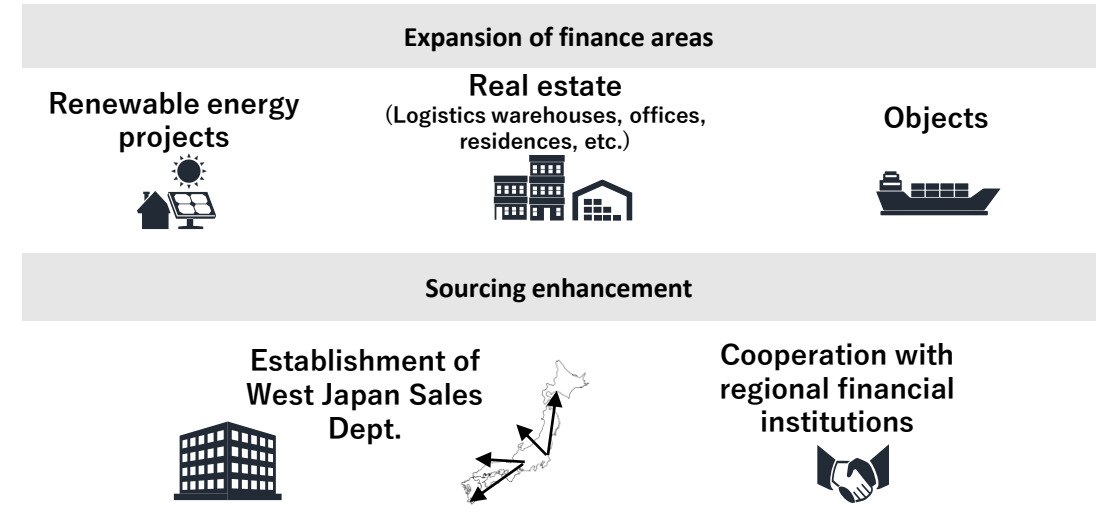 Expansion of finance areas
Renewable energy
projects
Real estate
(Logistics warehouses, offices,
residences, etc.)
Objects
Sourcing enhancement
Establishment of
West Japan Sales
Dept.
Cooperation with
regional financial
institutions